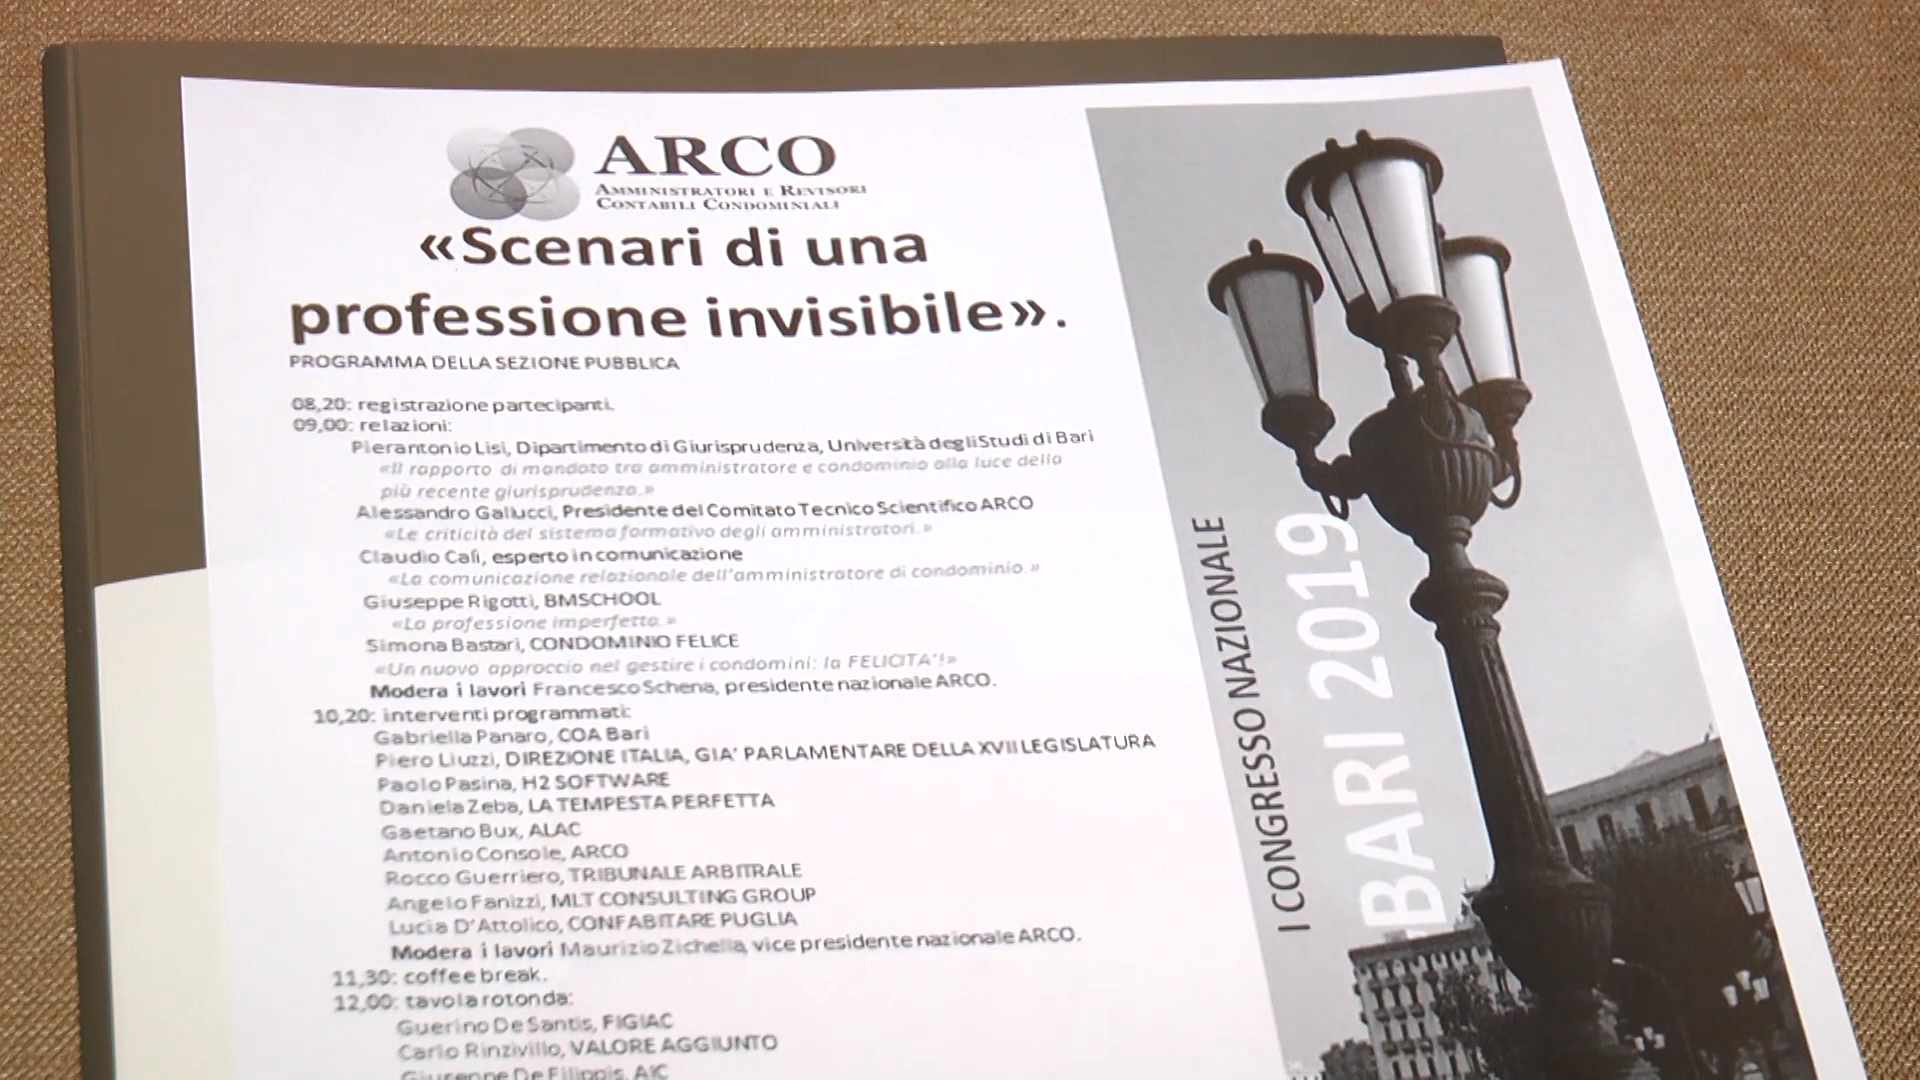 ARCO
AMMINISTRATORI E REVISORI
CONTABILI CONDOMINIALI
«Scenari di una
professione invisibile».
PROGRAMMA DELLA SEZIONE PUBBLICA
08,20: registrazione partecipanti.
09,00: relazioni:
Pierantonio Lisi, Dipartimento di Giurisprudenza, Università degli Studi di Bari
«Il rapporto di mandato tra amministratore e condominio alla luce della
più recente giurisprudenza.»
Alessandro Gallucci, Presidente del Comitato Tecnico Scientifico ARCO
«Le criticità del sistema formativo degli amministratori.»
Claudio Calì, esperto in comunicazione
«La comunicazione relazionale dell'amministratore di condominio.»
Giuseppe Rigotti, BMSCHOOL
«La professione imperfetta.»
Simona Bastari, CONDOMINIO FELICE
«Un nuovo approccio nel gestire i condomini: la FELICITA'!»
Modera i lavori Francesco Schena, presidente nazionale ARCO.
10,20: interventi programmati:
Gabriella Panaro, COA Bari
Piero Liuzzi, DIREZIONE ITALIA, GIA' PARLAMENTARE DELLA XVII LEGISLATURA
Paolo Pasina, H2 SOFTWARE
Daniela Zeba, LA TEMPESTA PERFETTA
Gaetano Bux, ALAC
Antonio Console, ARCO
Rocco Guerriero, TRIBUNALE ARBITRALE
Angelo Fanizzi, MLT CONSULTING GROUP
Lucia D'Attolico, CONFABITARE PUGLIA
Modera i lavori Maurizio Zichella, vice presidente nazionale ARCO.
11,30: coffee break.
12,00: tavola rotonda:
Guerino De Santis, FIGIAC
Carlo Rinzivillo, VALORE AGGIUNTO
Giuseppe De Filippis, AIC
I CONGRESSO NAZIONALE
BARI 2019